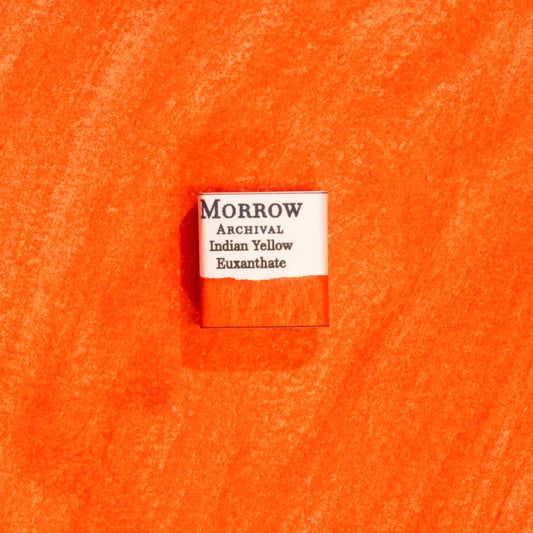 MORROW
ARCHIVAL
Indian Yellow
Euxanthate